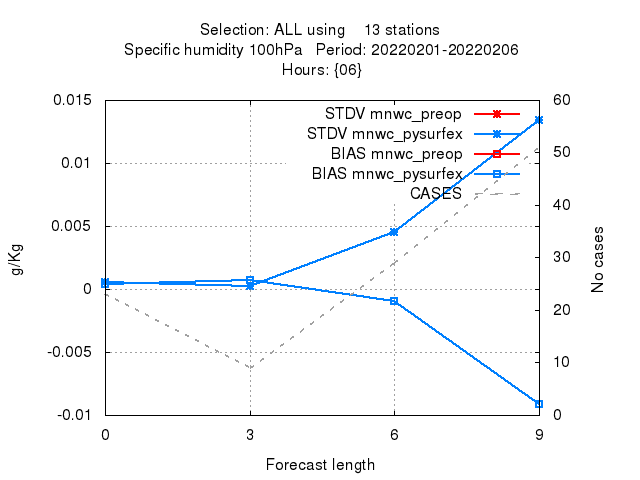 Selection: ALL using    13 stations
Specific humidity 100hPa   Period: 20220201-20220206
Hours: {06}
0.015
0.01
0.005
0
-0.005
-0.01
60
50
40
30
20
10
0
STDV mnwc_preop
STDV mnwc_pysurfex
BIAS mnwc_preop
BIAS mnwc_pysurfex
CASES
g/Kg
No cases
0 3 6 9
Forecast length